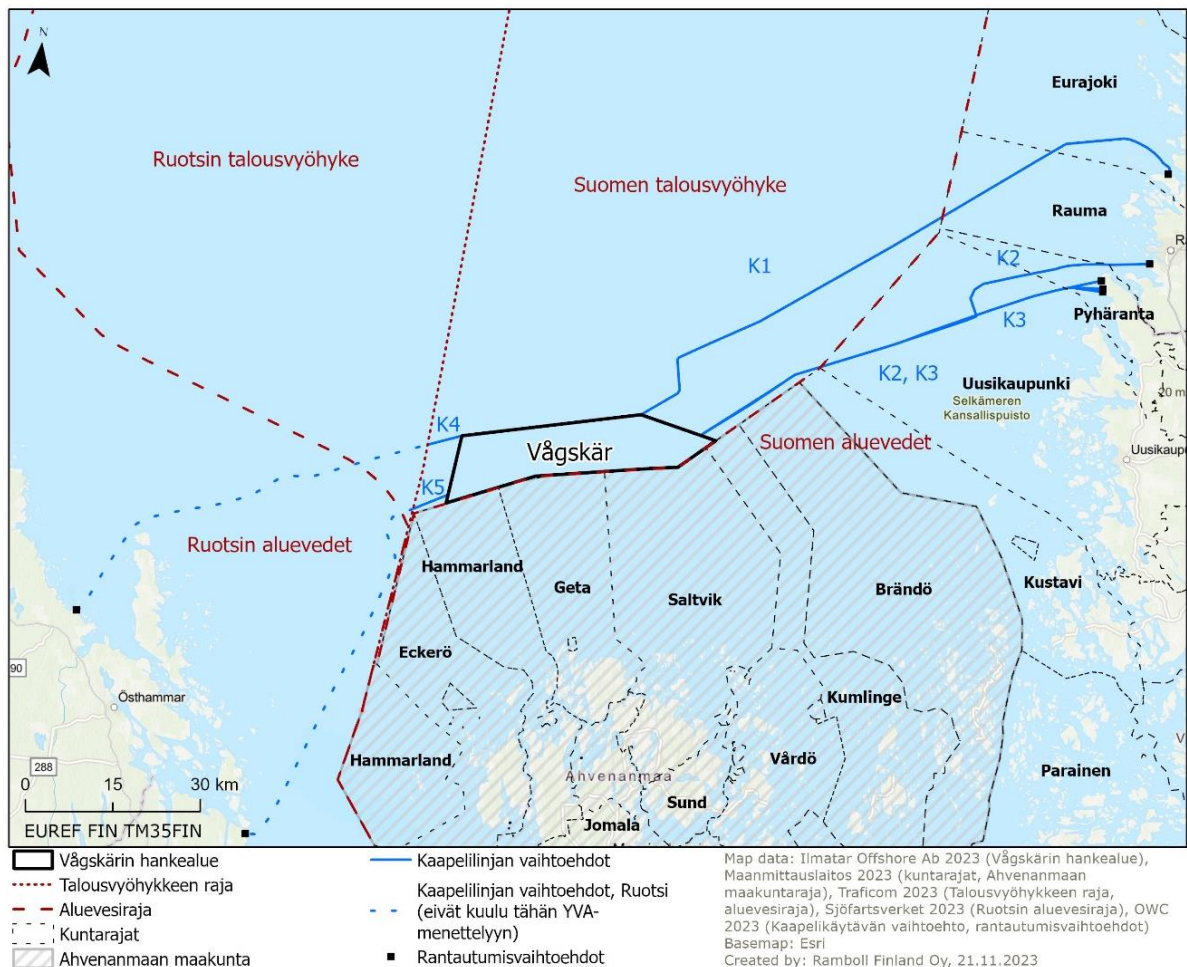 N
Eurajoki
Ruotsin talousvyöhyke
Suomen talousvyöhyke
Rauma
K1
K2
K3
Pyhäranta
K2, K3
Uusikaupunki
20 m
Selkämeren
Kansallispuisto
K4
Vågskär
Suomen aluevedet
Uusikaupu
K5
Ruotsin aluevedet
Hammarland
Geta
Saltvik
Brändö
Kustavi
Eckerö
90
Östhammar
Kumlinge
Hammarland
Vårdö
288
Ahvenanmaa
Parainen
Sund
Jomala
0 15 30 km
EUREF FIN TM35FIN
Vågskärin hankealue
Talousvyöhykkeen raja
Aluevesiraja
Kuntarajat
Ahvenanmaan maakunta
Kaapelilinjan vaihtoehdot
Kaapelilinjan vaihtoehdot, Ruotsi
(eivät kuulu tähän YVA-
menettelyyn)
Rantautumisvaihtoehdot
Map data: Ilmatar Offshore Ab 2023 (Vågskärin hankealue),
Maanmittauslaitos 2023 (kuntarajat, Ahvenanmaan
maakuntaraja), Traficom 2023 (Talousvyöhykkeen raja,
aluevesiraja), Sjöfartsverket 2023 (Ruotsin aluevesiraja), OWC
2023 (Kaapelikäytävän vaihtoehto, rantautumisvaihtoehdot)
Basemap: Esri
Created by: Ramboll Finland Oy, 21.11.2023